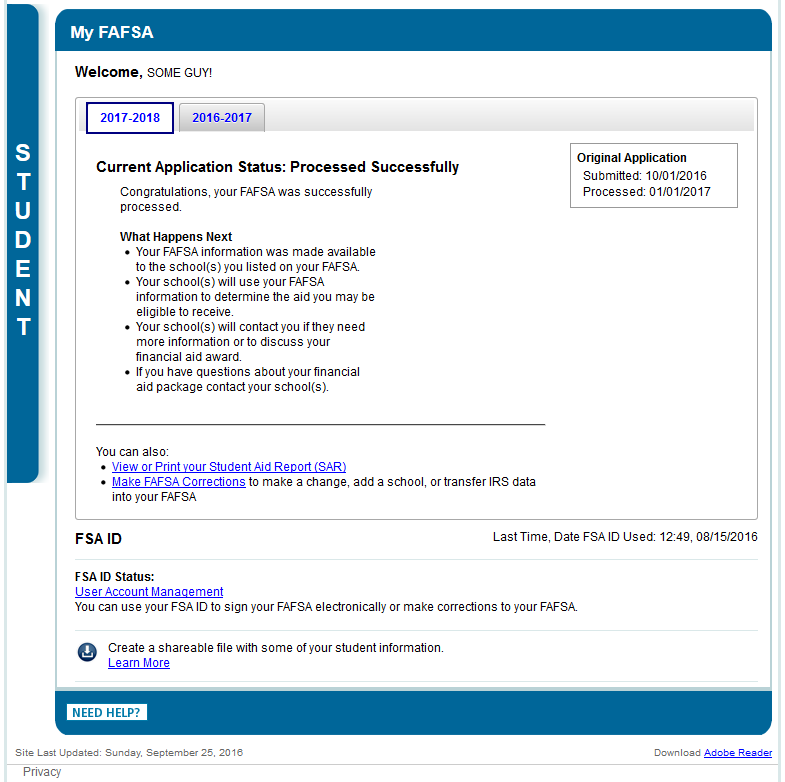 My FAFSA
Welcome, SOME GUY!
STUDENT
2017-2018 2016-2017
Current Application Status: Processed Successfully
Congratulations, your FAFSA was successfully
processed.
Original Application
Submitted: 10/01/2016
Processed: 01/01/2017
What Happens Next
• Your FAFSA information was made available
to the school(s) you listed on your FAFSA.
• Your school(s) will use your FAFSA
information to determine the aid you may be
eligible to receive.
• Your school(s) will contact you if they need
more information or to discuss your
financial aid award.
• If you have questions about your financial
aid package contact your school(s).
You can also:
• View or Print your Student Aid Report (SAR)
• Make FAFSA Corrections to make a change, add a school, or transfer IRS data
into your FAFSA
FSA ID
Last Time, Date FSA ID Used: 12:49, 08/15/2016
FSA ID Status:
User Account Management
You can use your FSA ID to sign your FAFSA electronically or make corrections to your FAFSA.
Create a shareable file with some of your student information.
Learn More
NEED HELP?
Site Last Updated: Sunday, September 25, 2016
Download Adobe Reader
Privacy